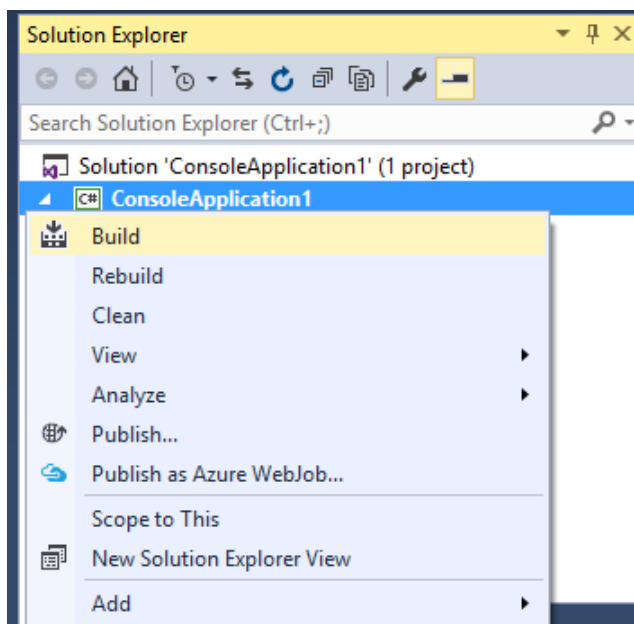 Solution Explorer
Search Solution Explorer (Ctrl+;)
Solution 'ConsoleApplication1' (1 project)
C# ConsoleApplication1
Build
Rebuild
Clean
View
Analyze
Publish...
Publish as Azure WebJob...
Scope to This
New Solution Explorer View
Add